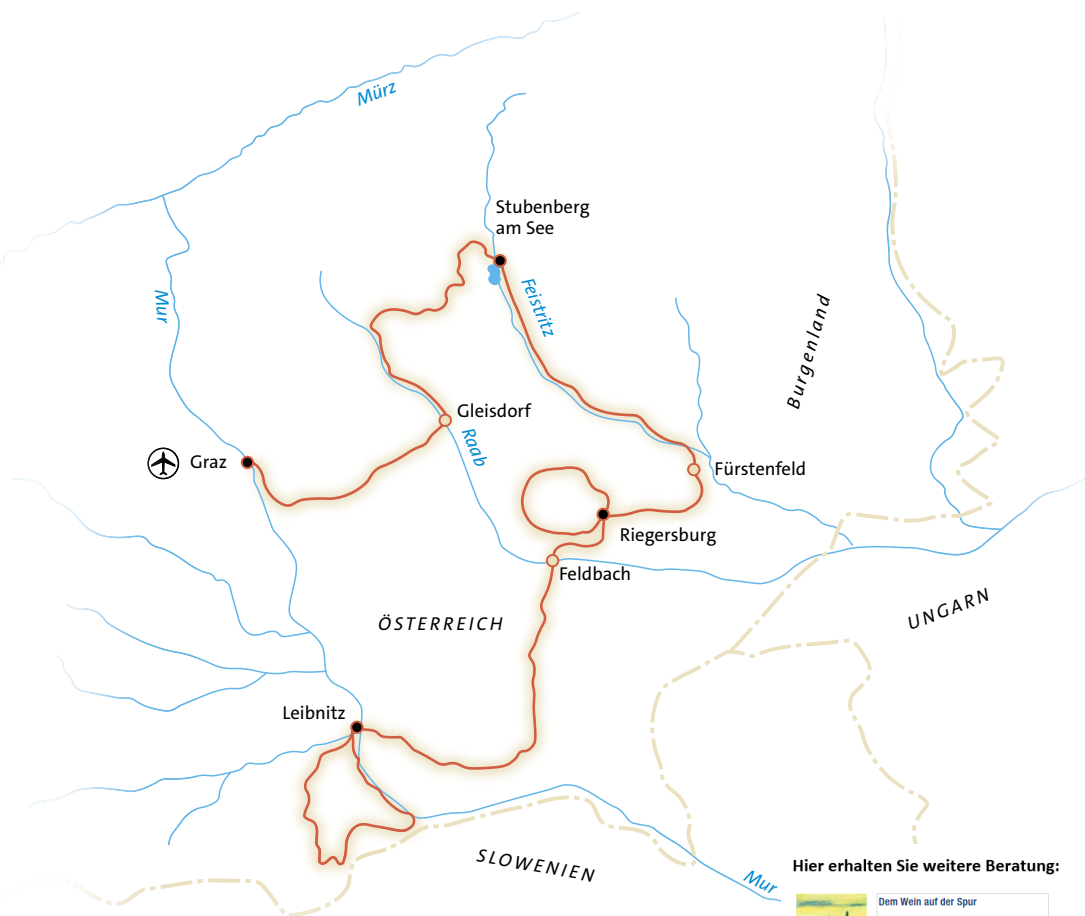 Mürz
Stubenberg
am See
Feistritz
Mur
Burgenland
Gleisdorf
Raab
Graz
Fürstenfeld
Riegersburg
Feldbach
UNGARN
ÖSTERREICH
Leibnitz
SLOWENIEN
Mur
Hier erhalten Sie weitere Beratung:
Dem Wein auf der Spur